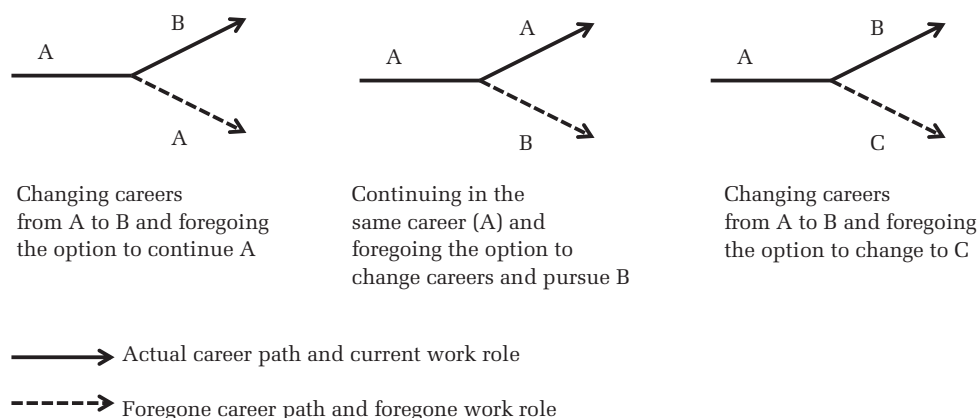 A
B
A
Changing careers
from A to B and foregoing
the option to continue A
A
A
B
Continuing in the
same career (A) and
foregoing the option to
change careers and pursue B
A
B
C
Changing careers
from A to B and foregoing
the option to change to C
Actual career path and current work role
Foregone career path and foregone work role